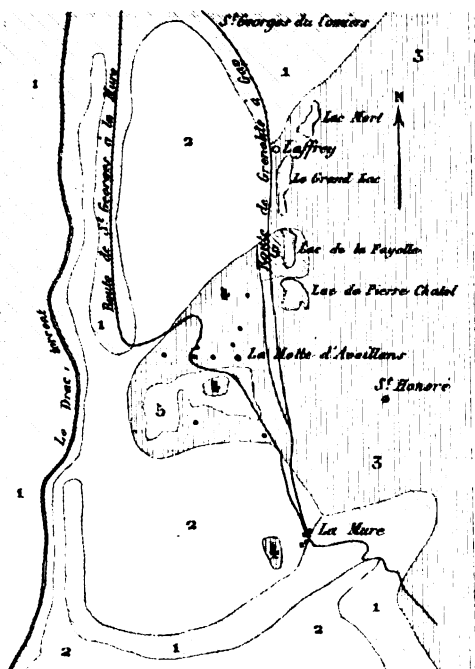 St Georges du Comiers
1
3
N
Lac Mort
1
2
Laffrey
Le Grand Lac
Route de St Georges à la Mure
Route de Grenoble à Gap
Lac de la Fayolle
Lac de Pierre Chatel
4
1
La Motte d'Aveillans
Le Drac, torrent
St Honoré
4
5
3
1
2
La Mure
4
1
2
1
2